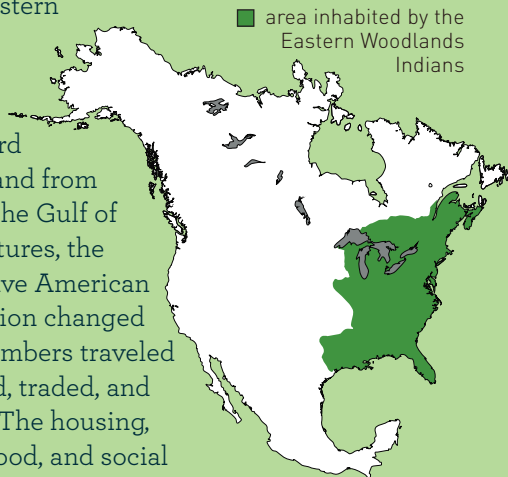 stern
area inhabited by the
Eastern Woodlands
Indians
rd
and from
he Gulf of
tures, the
ve American
ion changed
mbers traveled
d, traded, and
The housing,
ood, and social